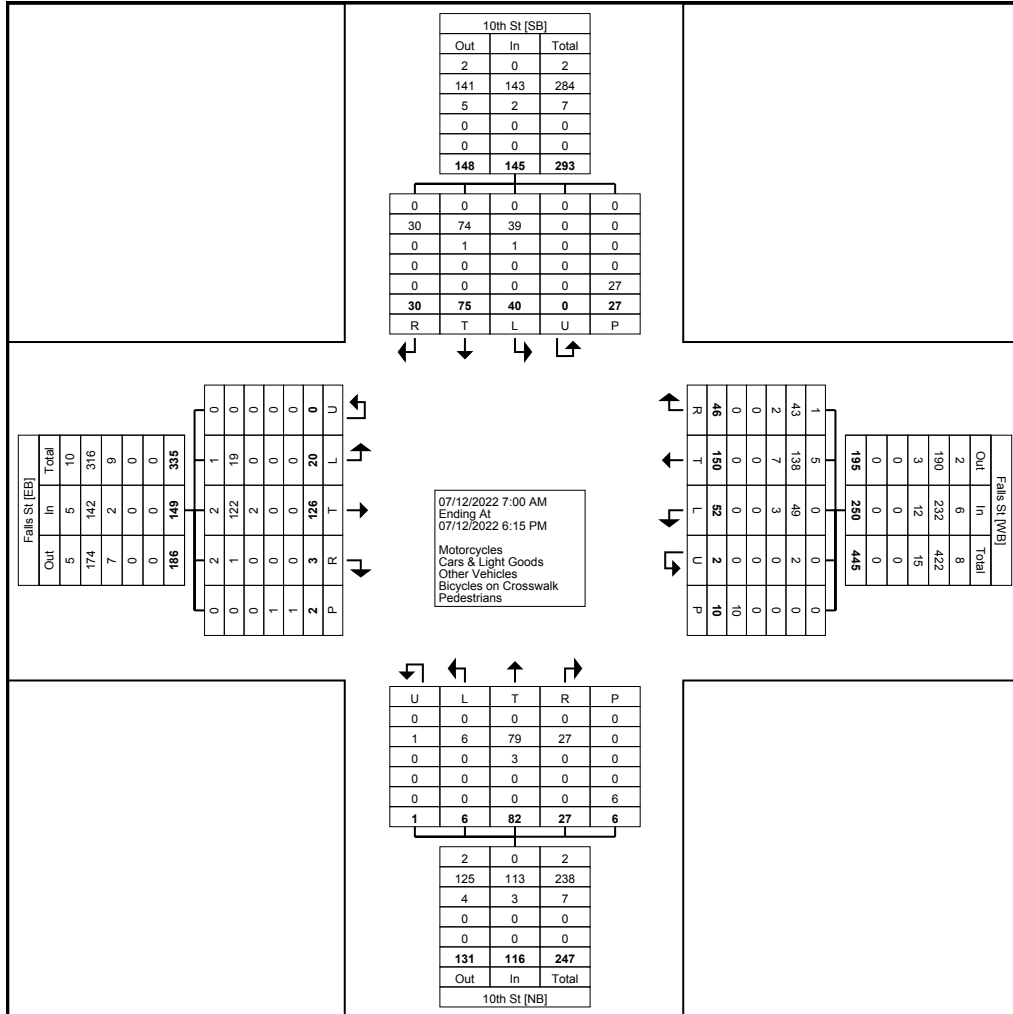 10th St [SB]
Out In Total
2 0 2
141 143 284
5 2 7
0 0 0
0 0 0
148 145 293
0 0 0 0 0
30 74 39 0 0
0 1 1 0 0
0 0 0 0 0
0 0 0 0 27
30 75 40 0 27
R T L U P
Falls St [EB]
Total 10 316 9 0 0 335
In 5 142 2 0 0 149
Out 5 174 7 0 0 186
0 0 0 0 0 0 U
1 19 0 0 0 20 L
2 122 2 0 0 126 T
2 1 0 0 0 3 R
0 0 0 1 1 2 P
07/12/2022 7:00 AM
Ending At
07/12/2022 6:15 PM
Motorcycles
Cars & Light Goods
Other Vehicles
Bicycles on Crosswalk
Pedestrians
R 46 0 0 2 43 1
T 150 0 0 7 138 5
L 52 0 0 3 49 0
U 2 0 0 0 2 0
P 10 10 0 0 0 0
Falls St [WB]
Out 2 190 3 0 0 195
In 6 232 12 0 0 250
Total 8 422 15 0 0 445
U L T R P
0 0 0 0 0
1 6 79 27 0
0 0 3 0 0
0 0 0 0 0
0 0 0 0 6
1 6 82 27 6
2 0 2
125 113 238
4 3 7
0 0 0
0 0 0
131 116 247
Out In Total
10th St [NB]